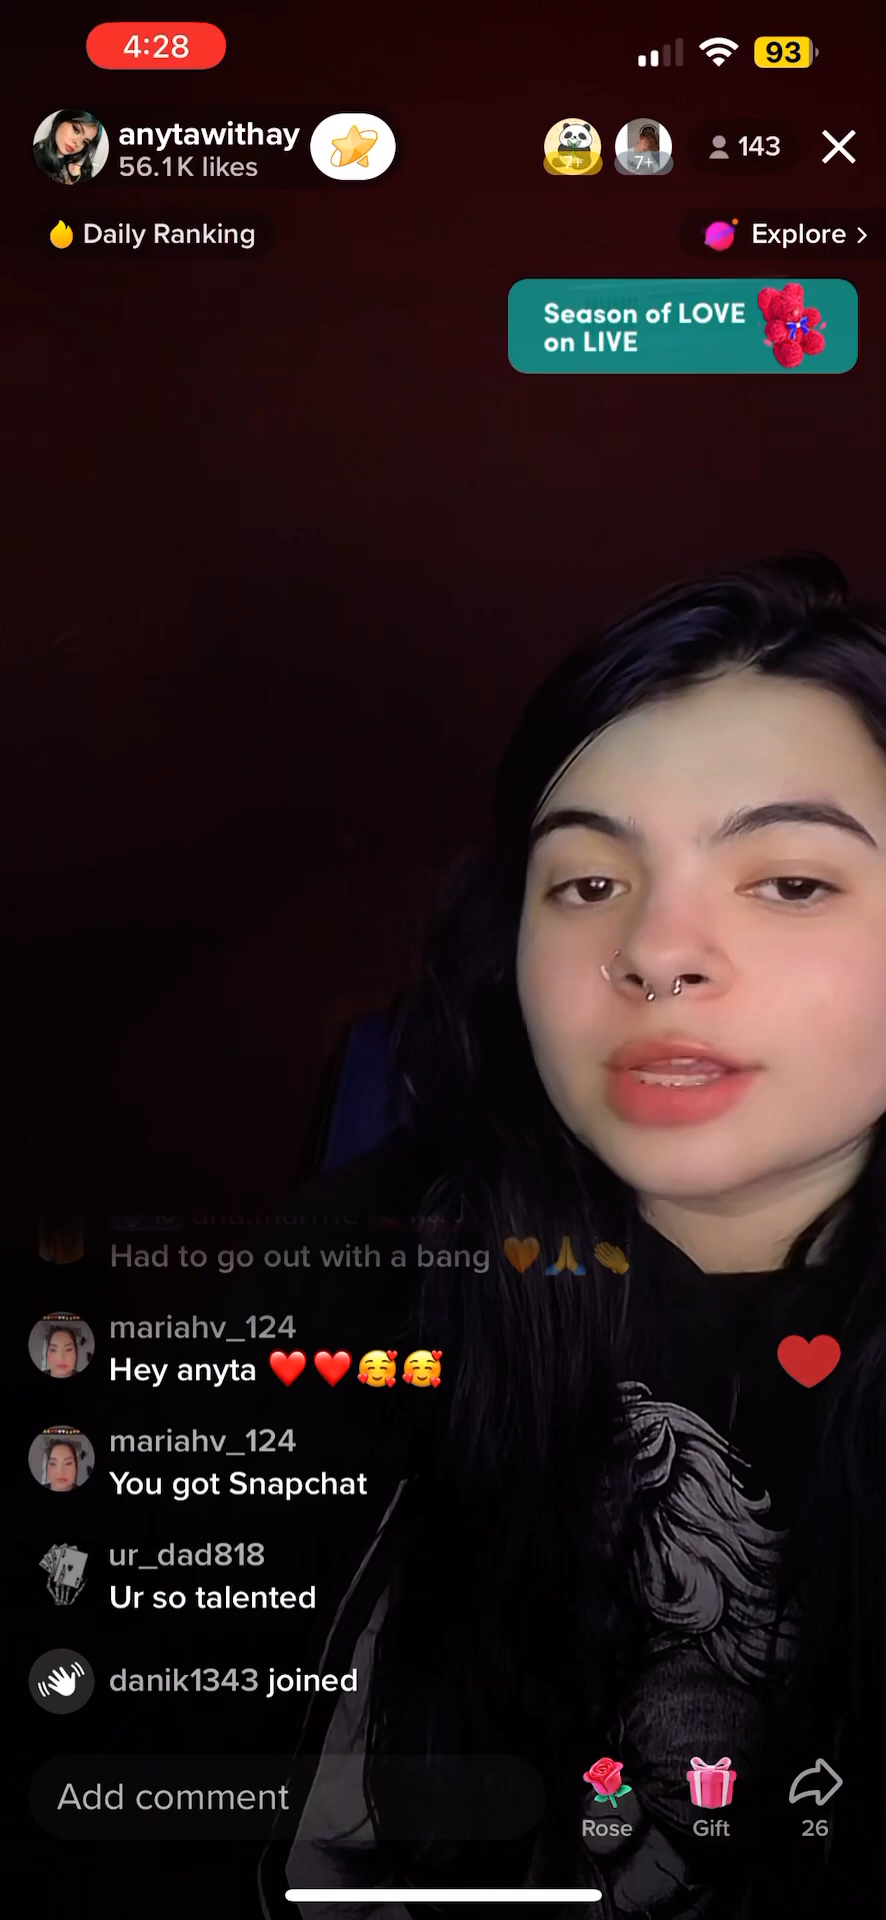 4:28
93
anytawithay
56.1K likes
7+
7+
143
Daily Ranking
Explore
Season of LOVE
on LIVE
Had to go out with a bang 🧡🙏👏
mariahv_124
Hey anyta ❤️❤️🥰🥰
mariahv_124
You got Snapchat
ur_dad818
Ur so talented
danik1343 joined
Add comment
Rose
Gift
26